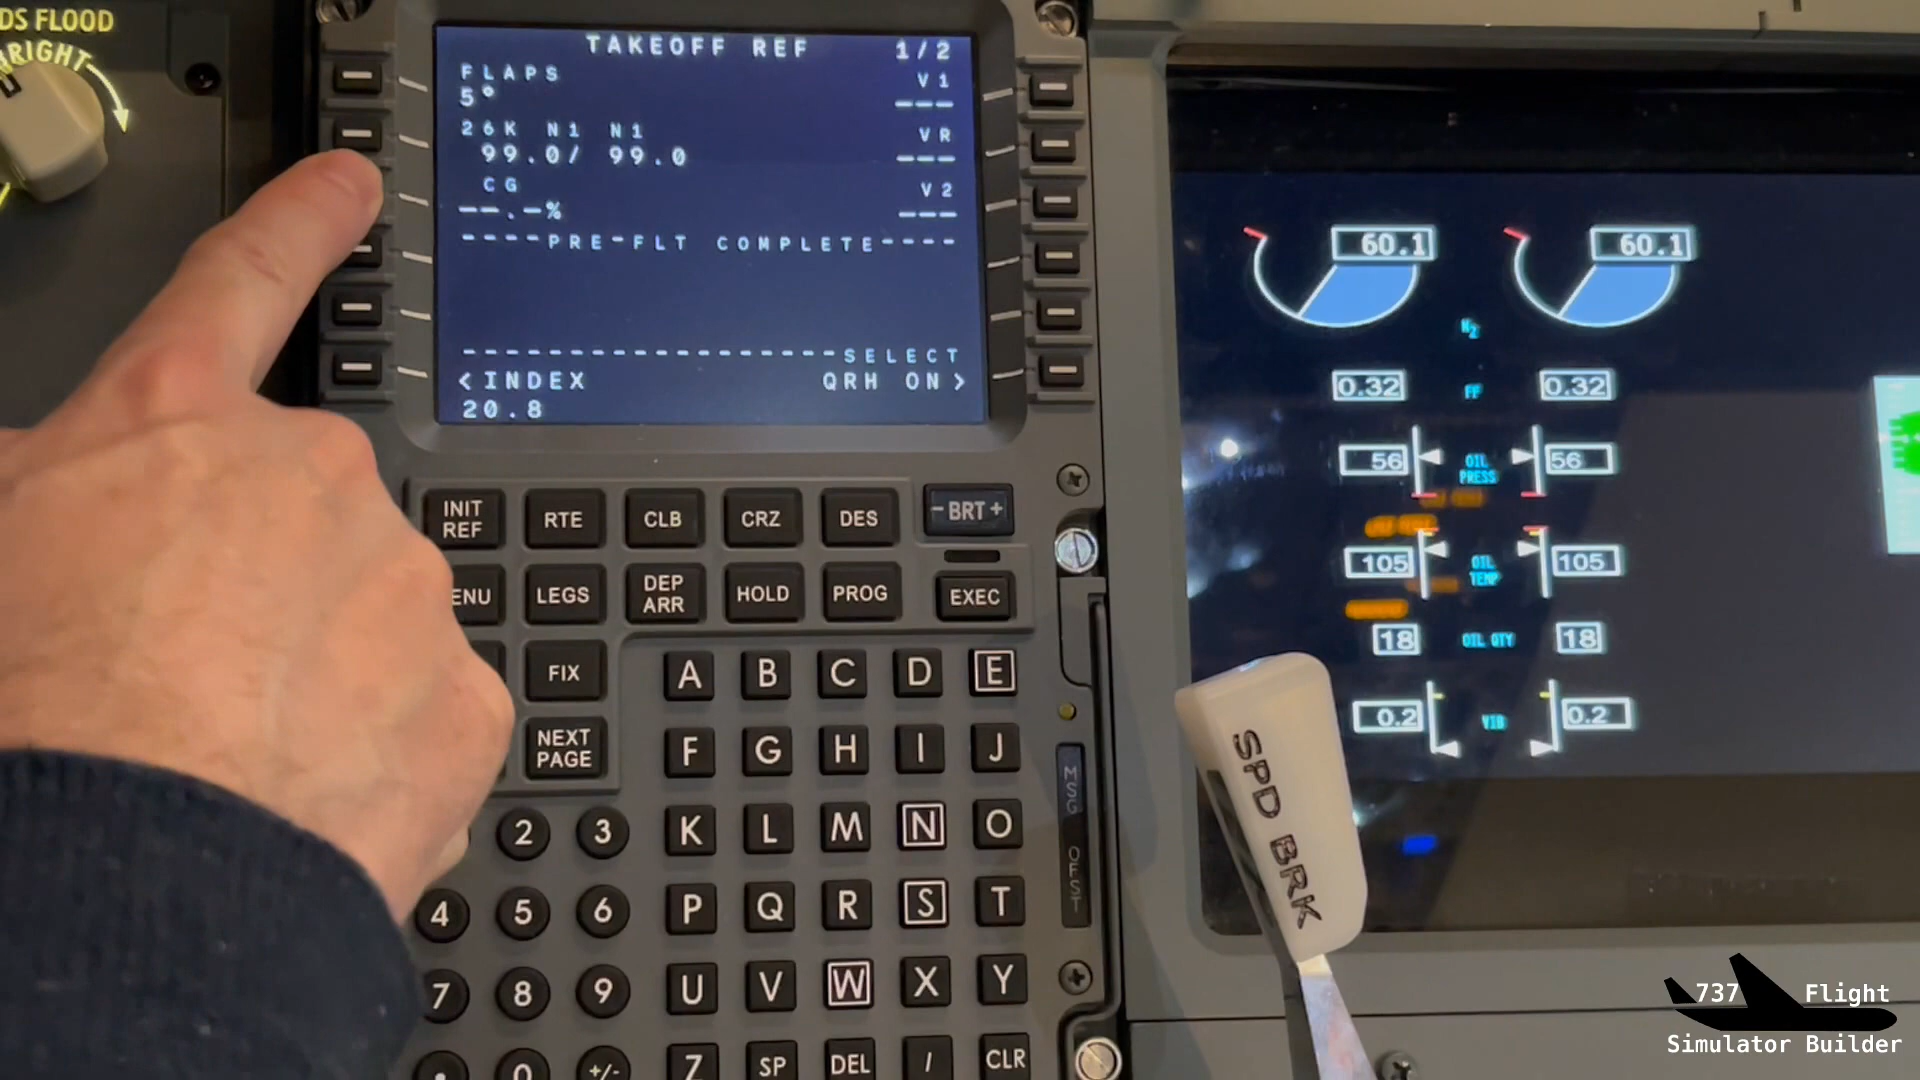 DS FLOOD
BRIGHT
TAKEOFF REF 1/2
FLAPS V1
5° ---
26K N1 N1 VR
99.0/ 99.0 ---
CG V2
--.-% ---
----PRE-FLT COMPLETE----
------------------SELECT
<INDEX QRH ON>
20.8
INIT REF
RTE
CLB
CRZ
DES
- BRT +
ENU
LEGS
DEP ARR
HOLD
PROG
EXEC
FIX
NEXT PAGE
A B C D E
F G H I J
2 3 K L M N O
4 5 6 P Q R S T
7 8 9 U V W X Y
. 0 +/- Z SP DEL / CLR
MSG
OFST
60.1 60.1
N2
0.32 FF 0.32
56 OIL PRESS 56
105 OIL TEMP 105
18 OIL QTY 18
0.2 VIB 0.2
SPD BRK
737 Flight
Simulator Builder